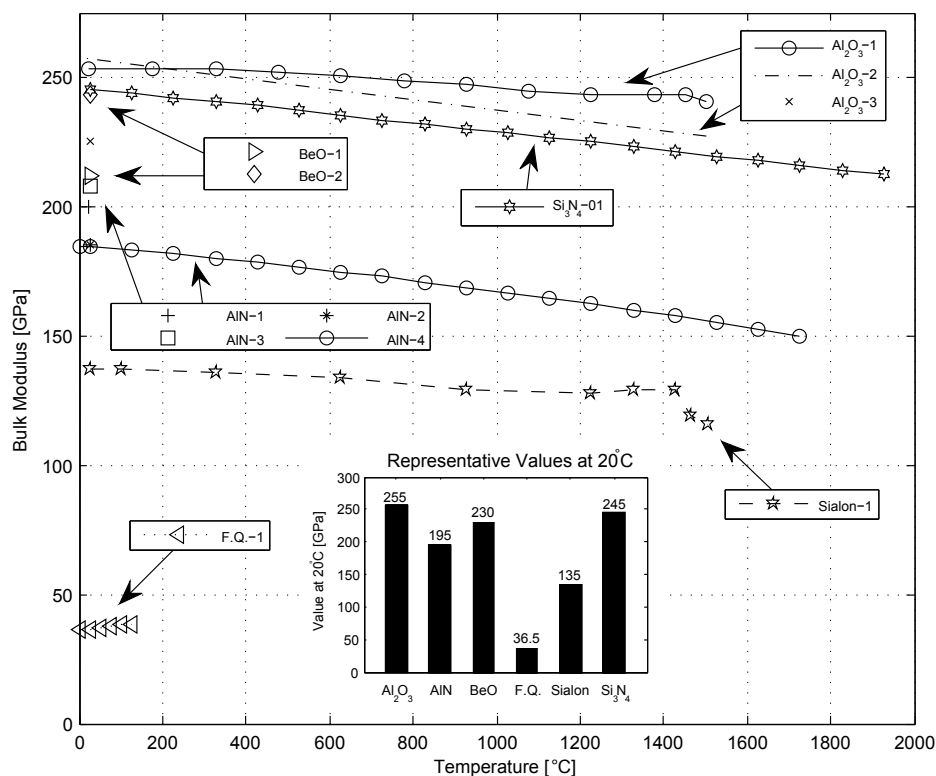 Bulk Modulus [GPa]
250
200
150
100
50
0
0 200 400 600 800 1000 1200 1400 1600 1800 2000
Temperature [°C]
Al₂O₃−1
Al₂O₃−2
Al₂O₃−3
BeO−1
BeO−2
Si₃N₄−01
AlN−1 AlN−2
AlN−3 AlN−4
Sialon−1
F.Q.−1
Representative Values at 20°C
Value at 20°C [GPa]
300
250
200
150
100
50
0
255 195 230 36.5 135 245
Al₂O₃ AlN BeO F.Q. Sialon Si₃N₄